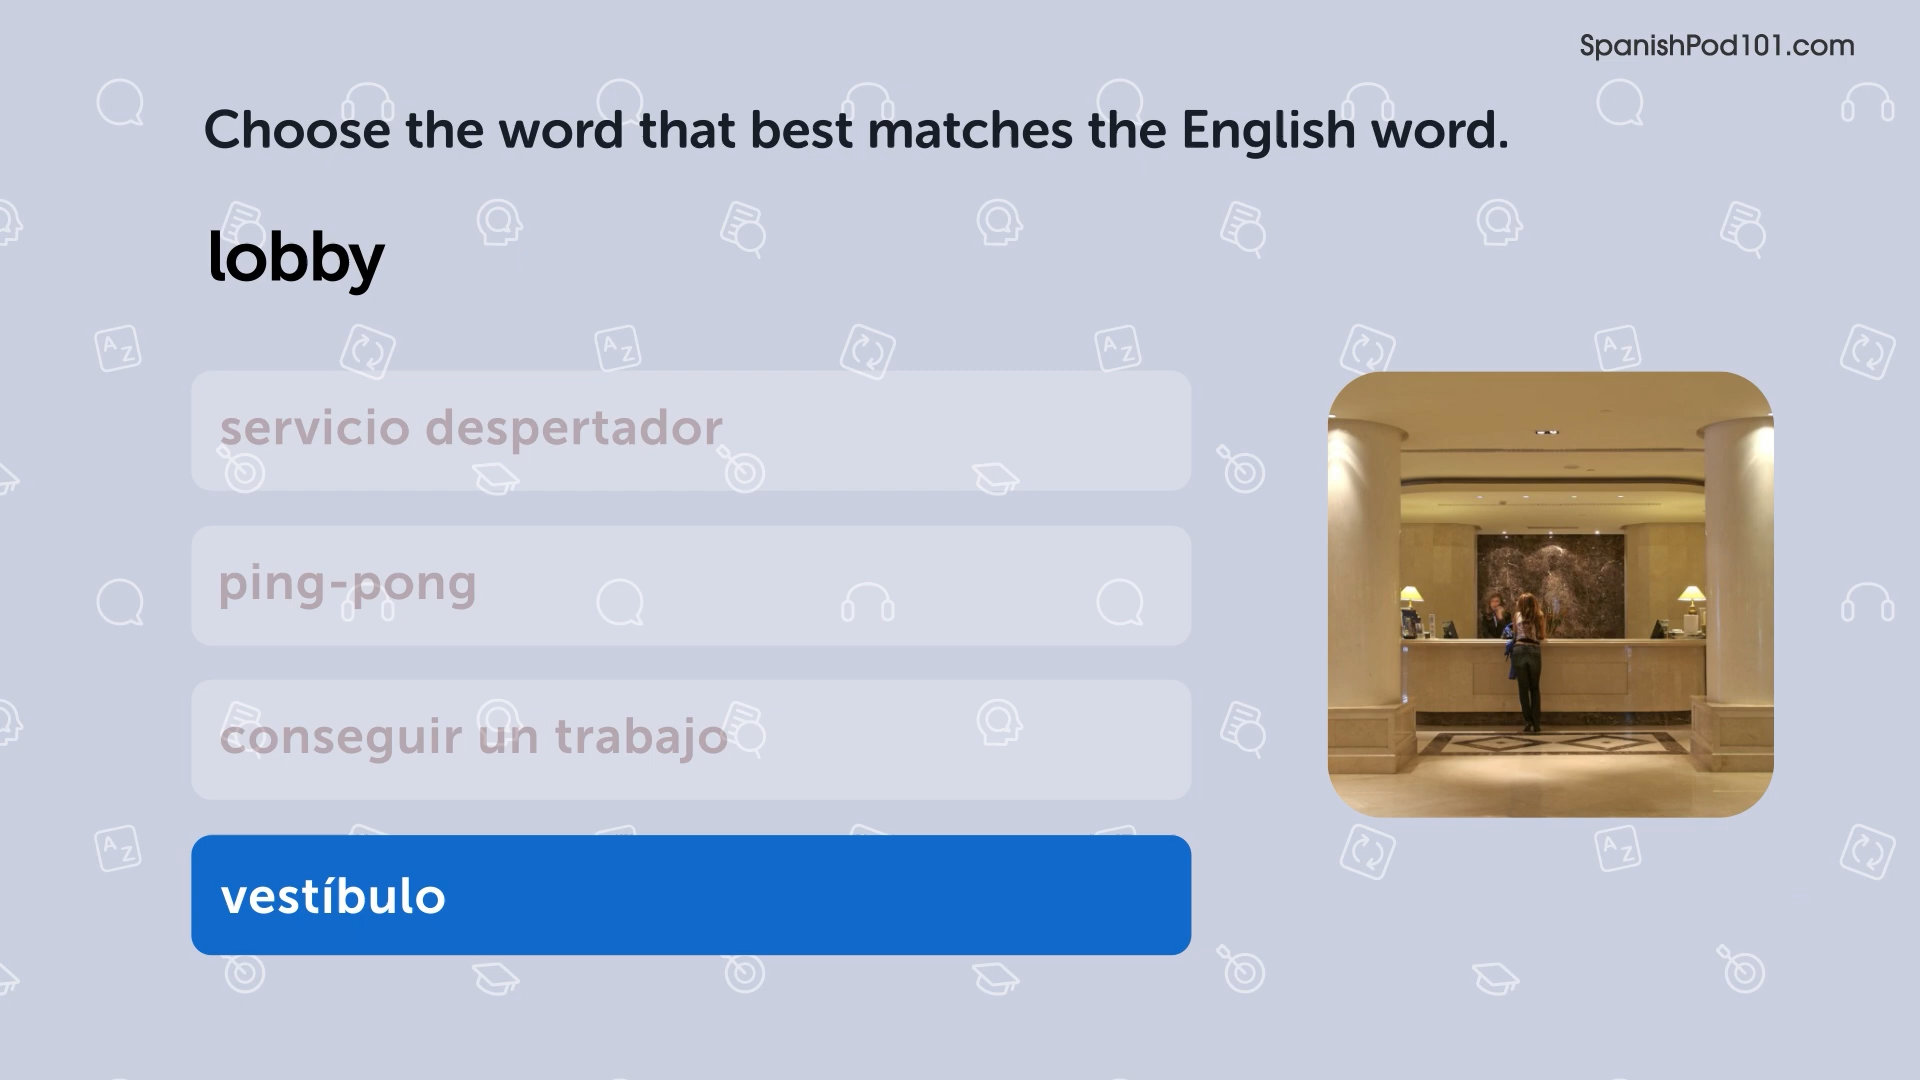 SpanishPod101.com
Choose the word that best matches the English word.
lobby
servicio despertador
ping-pong
conseguir un trabajo
vestíbulo